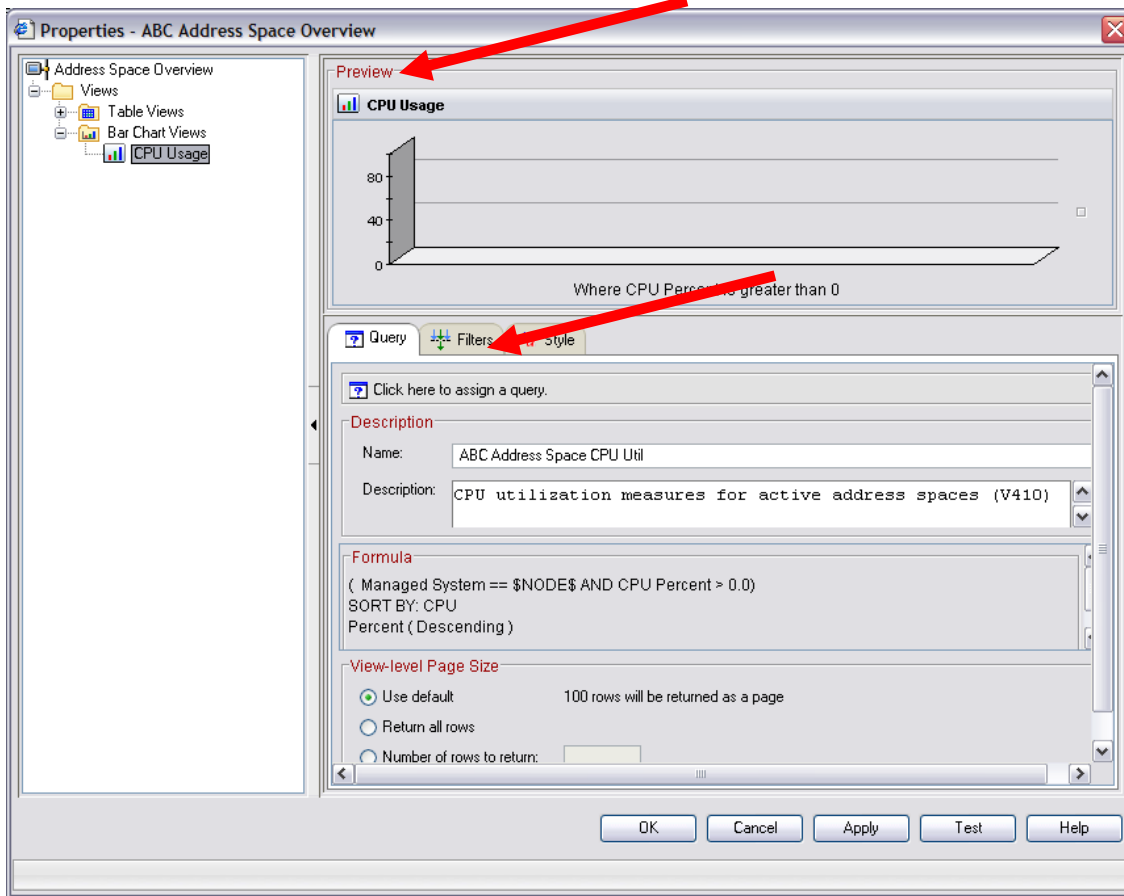 Properties - ABC Address Space Overview
Address Space Overview
Views
Table Views
Bar Chart Views
CPU Usage
Preview
CPU Usage
80
40
0
Where CPU Percent is greater than 0
Query
Filters
Style
Click here to assign a query.
Description
Name:
ABC Address Space CPU Util
Description:
CPU utilization measures for active address spaces (V410)
Formula
( Managed System == $NODE$ AND CPU Percent > 0.0)
SORT BY: CPU
Percent ( Descending )
View-level Page Size
Use default
100 rows will be returned as a page
Return all rows
Number of rows to return:
OK
Cancel
Apply
Test
Help